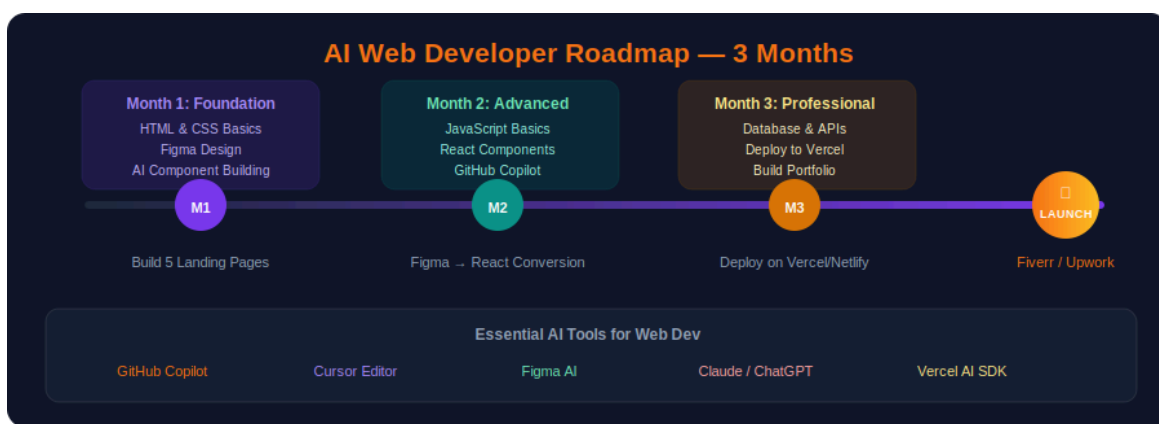 AI Web Developer Roadmap — 3 Months
Month 1: Foundation
HTML & CSS Basics
Figma Design
AI Component Building
M1
Build 5 Landing Pages
Month 2: Advanced
JavaScript Basics
React Components
GitHub Copilot
M2
Figma → React Conversion
Month 3: Professional
Database & APIs
Deploy to Vercel
Build Portfolio
M3
Deploy on Vercel/Netlify
LAUNCH
Fiverr / Upwork
Essential AI Tools for Web Dev
GitHub Copilot
Cursor Editor
Figma AI
Claude / ChatGPT
Vercel AI SDK